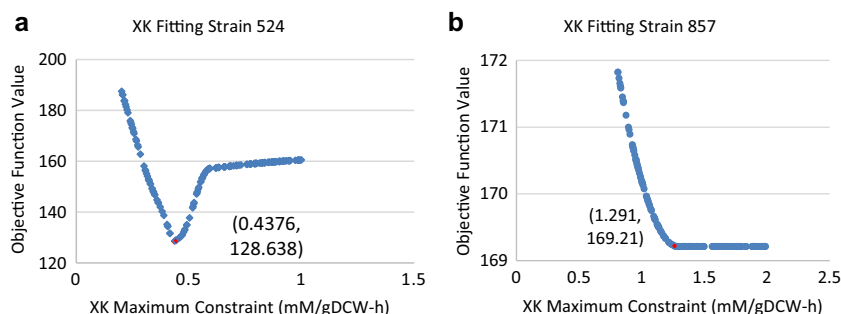 a
XK Fitting Strain 524
Objective Function Value
200
180
160
140
120
0
0.5
1
1.5
(0.4376,
128.638)
XK Maximum Constraint (mM/gDCW-h)
b
XK Fitting Strain 857
Objective Function Value
172
171
170
169
0
0.5
1
1.5
2
2.5
(1.291,
169.21)
XK Maximum Constraint (mM/gDCW-h)